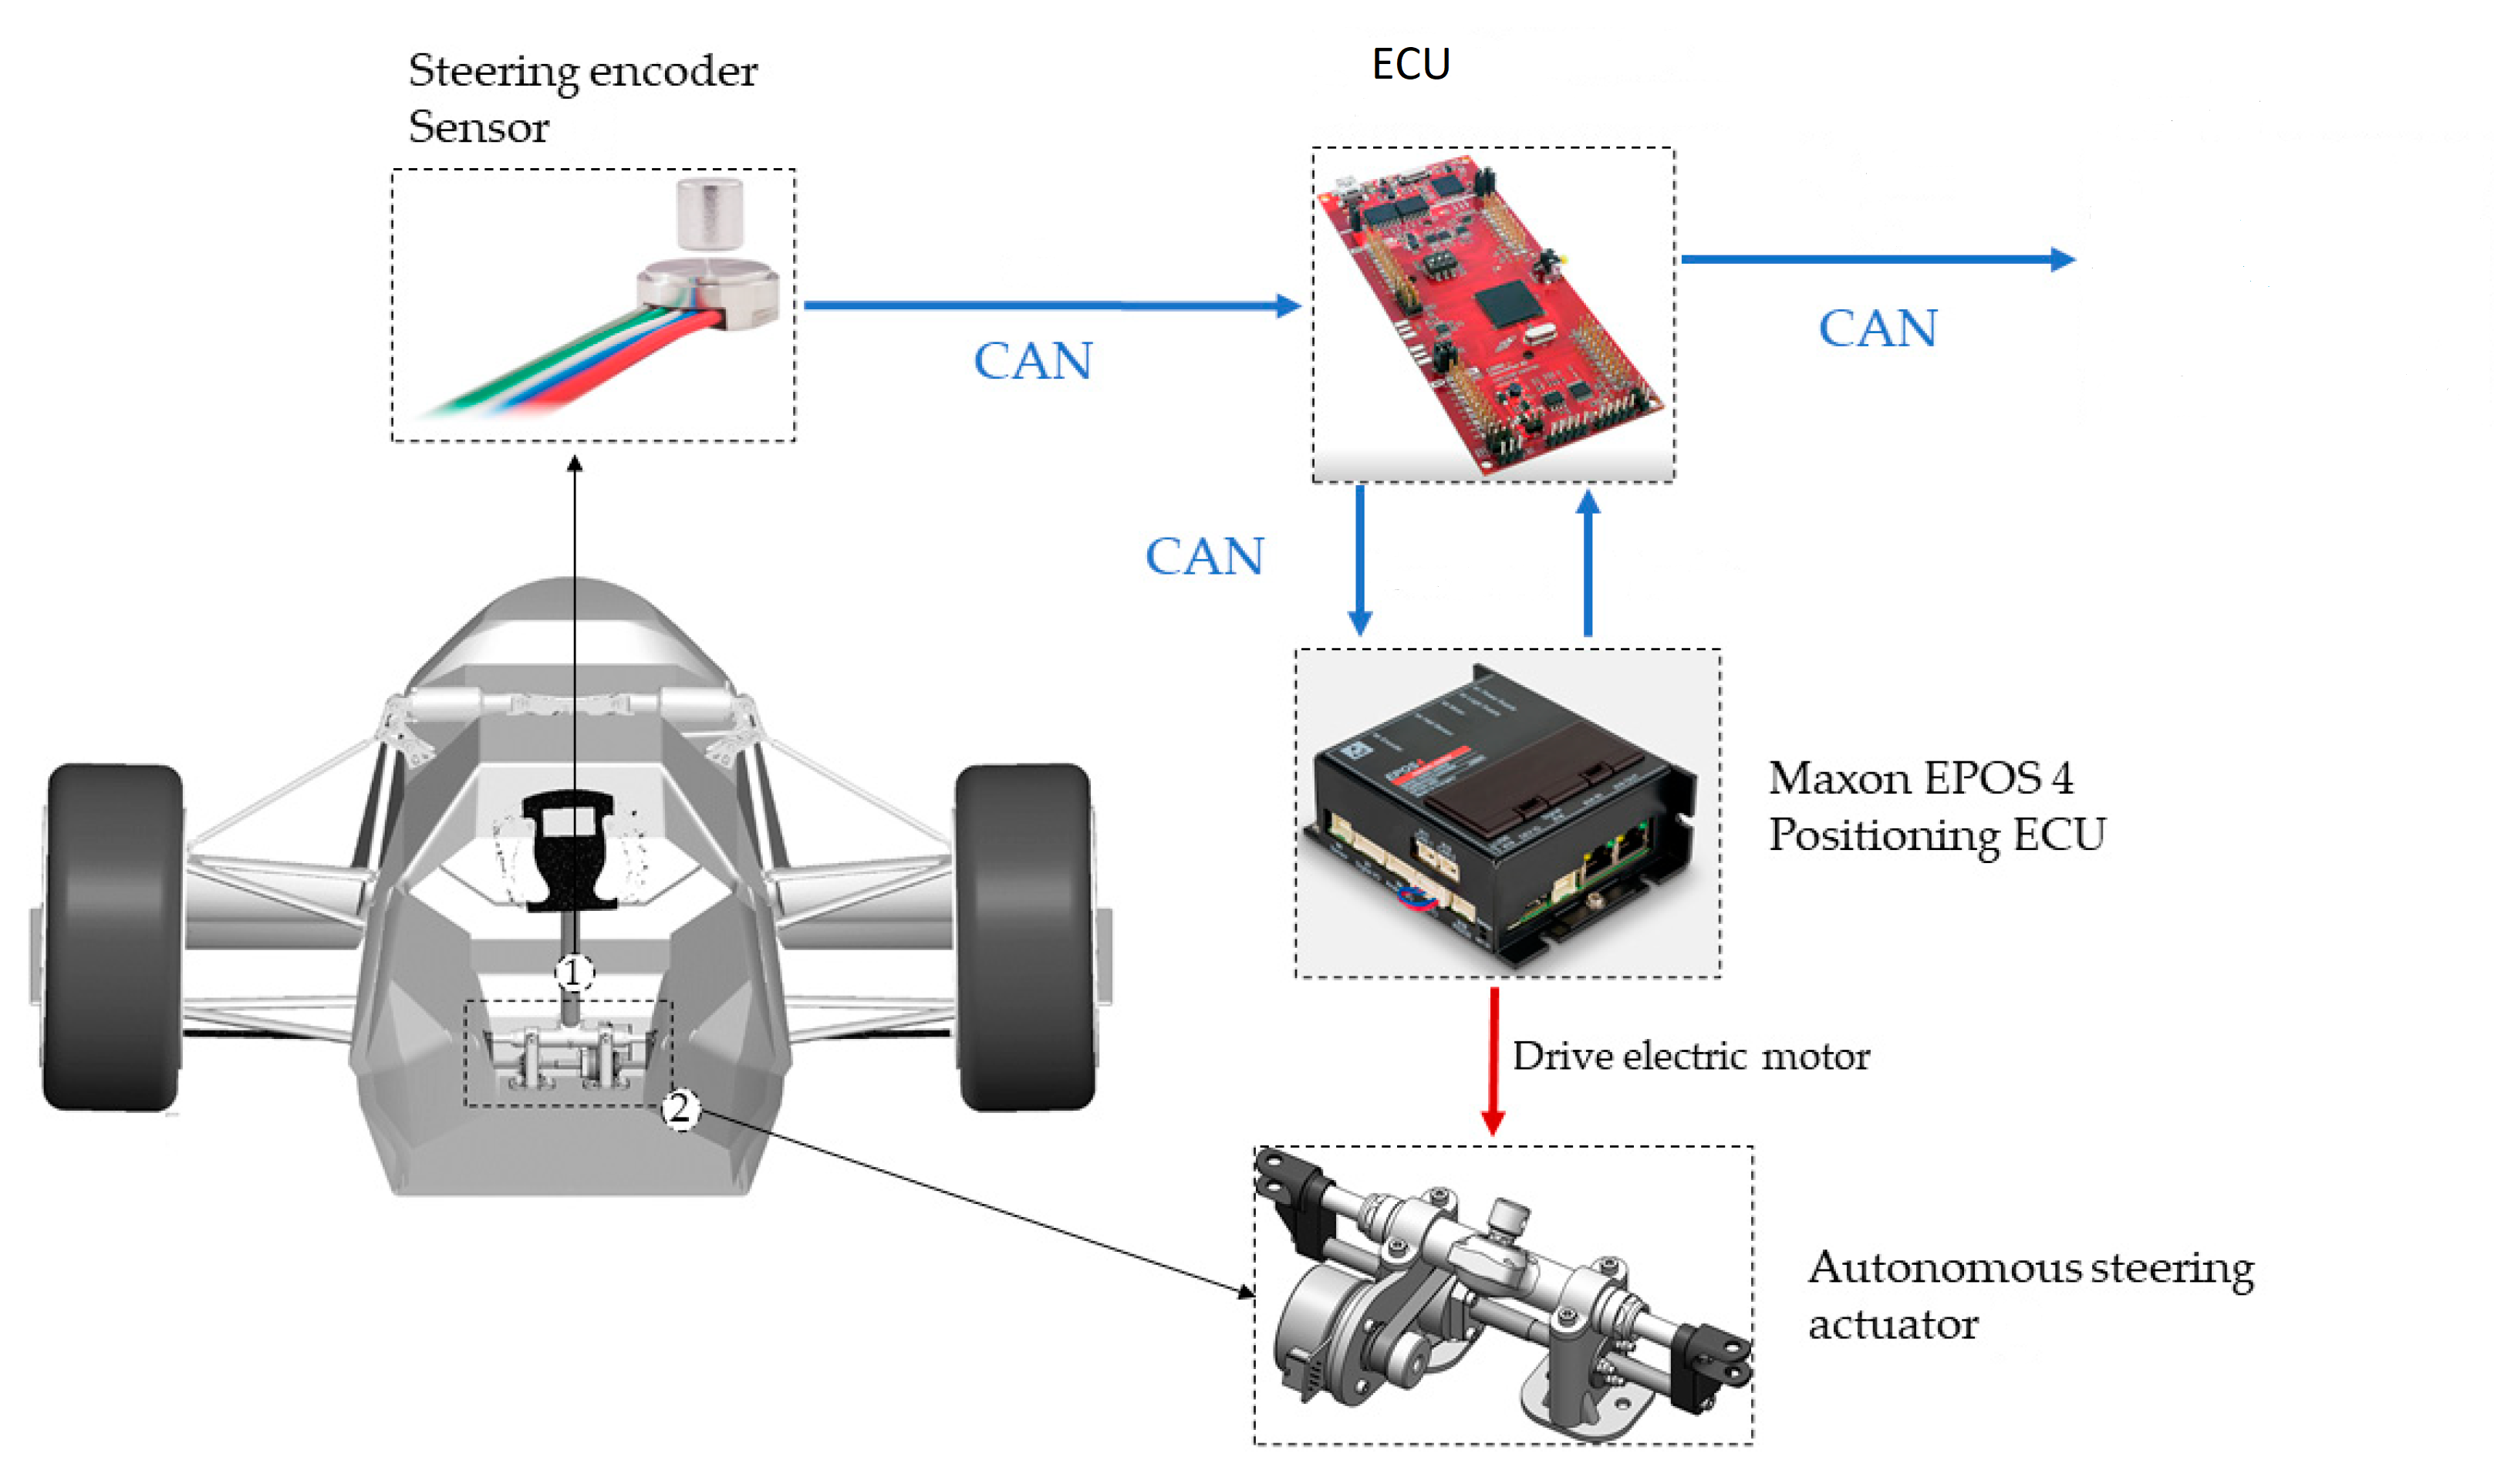 Steering encoder
Sensor
ECU
CAN
CAN
CAN
EPOS4
Maxon EPOS 4
Positioning ECU
1
2
Drive electric motor
Autonomous steering
actuator